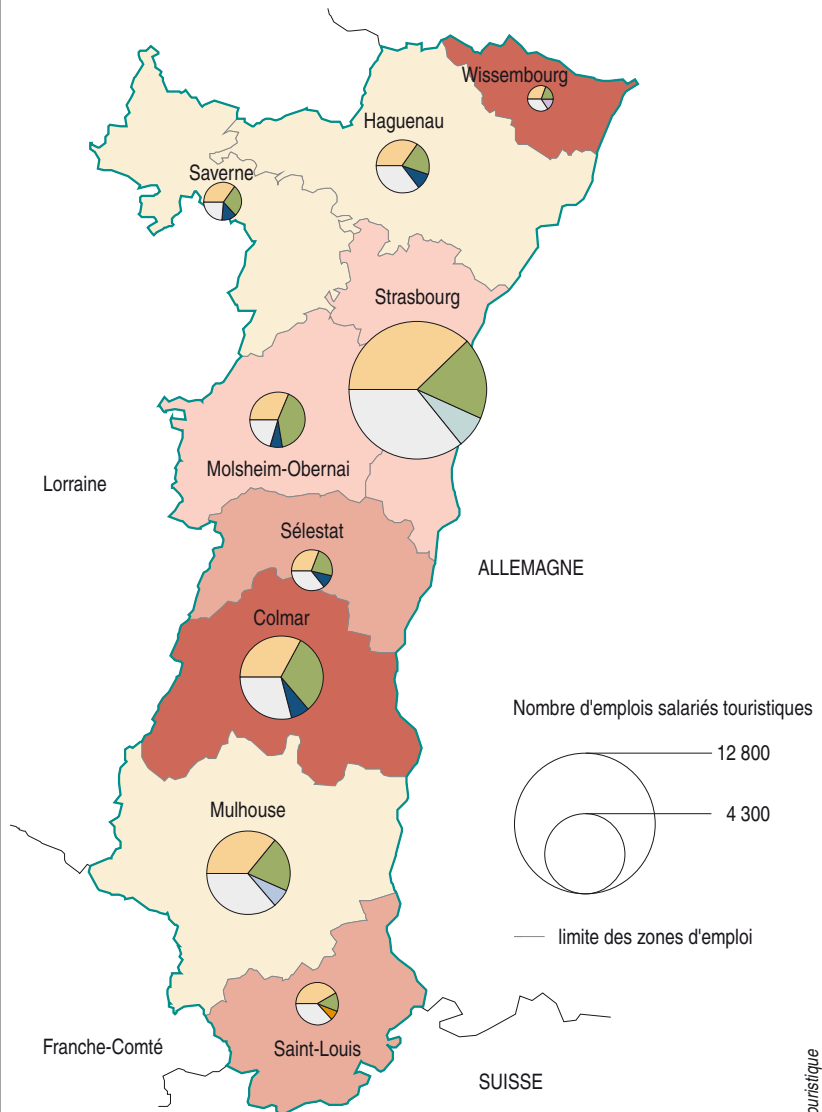 Wissembourg
Haguenau
Saverne
Strasbourg
Molsheim-Obernai
Lorraine
Sélestat
ALLEMAGNE
Colmar
Nombre d'emplois salariés touristiques
12 800
4 300
Mulhouse
limite des zones d'emploi
Franche-Comté
Saint-Louis
SUISSE